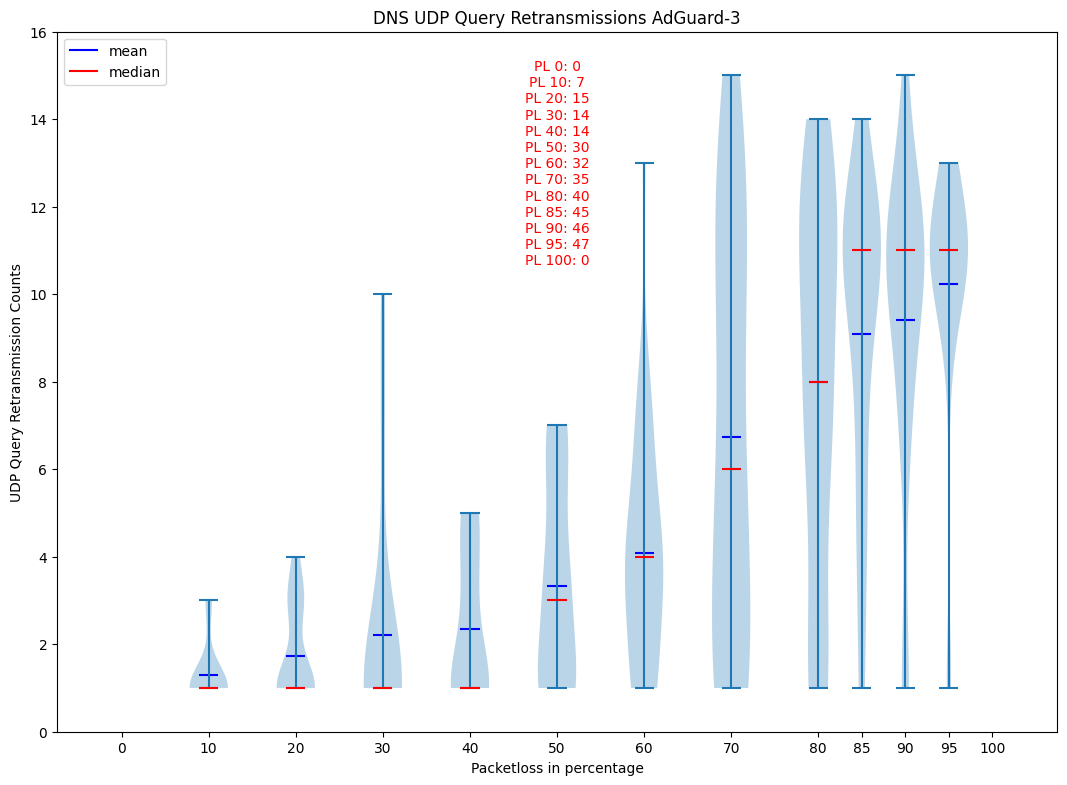 DNS UDP Query Retransmissions AdGuard-3
mean
median
PL 0: 0
PL 10: 7
PL 20: 15
PL 30: 14
PL 40: 14
PL 50: 30
PL 60: 32
PL 70: 35
PL 80: 40
PL 85: 45
PL 90: 46
PL 95: 47
PL 100: 0
UDP Query Retransmission Counts
16
14
12
10
8
6
4
2
0
0 10 20 30 40 50 60 70 80 85 90 95 100
Packetloss in percentage